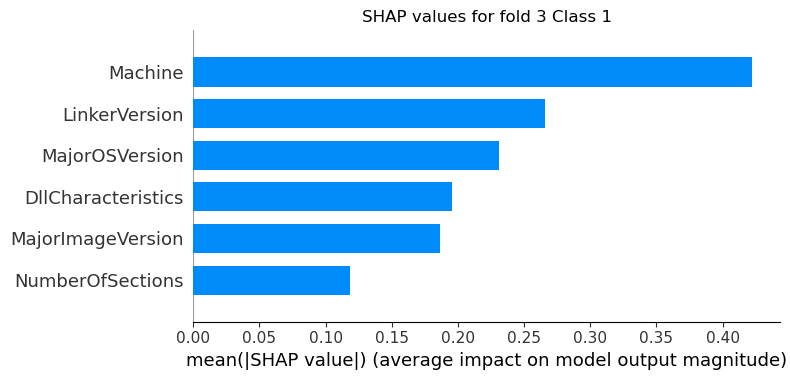 SHAP values for fold 3 Class 1
Machine
LinkerVersion
MajorOSVersion
DllCharacteristics
MajorImageVersion
NumberOfSections
0.00 0.05 0.10 0.15 0.20 0.25 0.30 0.35 0.40
mean(|SHAP value|) (average impact on model output magnitude)